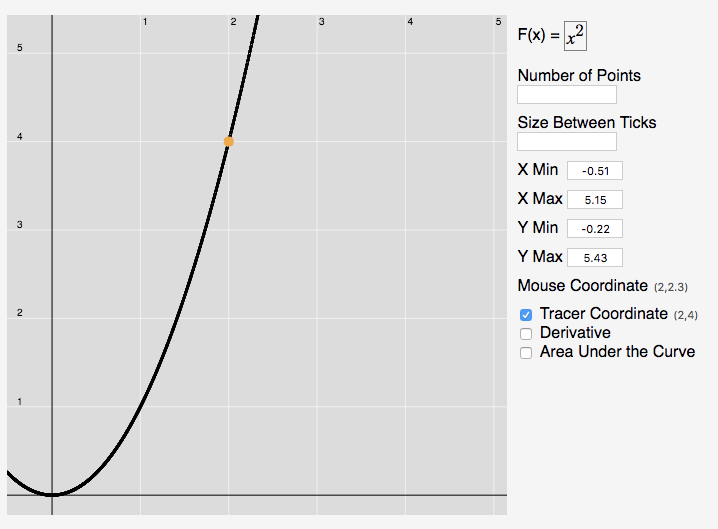 1 2 3 4 5
5
4
3
2
1
F(x) = x²
Number of Points
Size Between Ticks
X Min -0.51
X Max 5.15
Y Min -0.22
Y Max 5.43
Mouse Coordinate (2,2.3)
Tracer Coordinate (2,4)
Derivative
Area Under the Curve